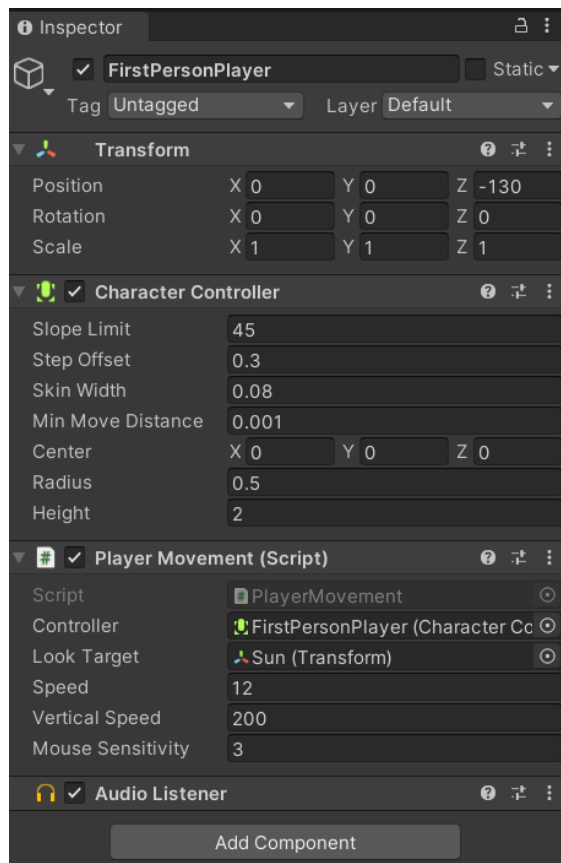 Inspector
FirstPersonPlayer Static
Tag Untagged Layer Default
Transform
Position X 0 Y 0 Z -130
Rotation X 0 Y 0 Z 0
Scale X 1 Y 1 Z 1
Character Controller
Slope Limit 45
Step Offset 0.3
Skin Width 0.08
Min Move Distance 0.001
Center X 0 Y 0 Z 0
Radius 0.5
Height 2
# Player Movement (Script)
Script # PlayerMovement
Controller FirstPersonPlayer (Character Cc
Look Target Sun (Transform)
Speed 12
Vertical Speed 200
Mouse Sensitivity 3
Audio Listener
Add Component